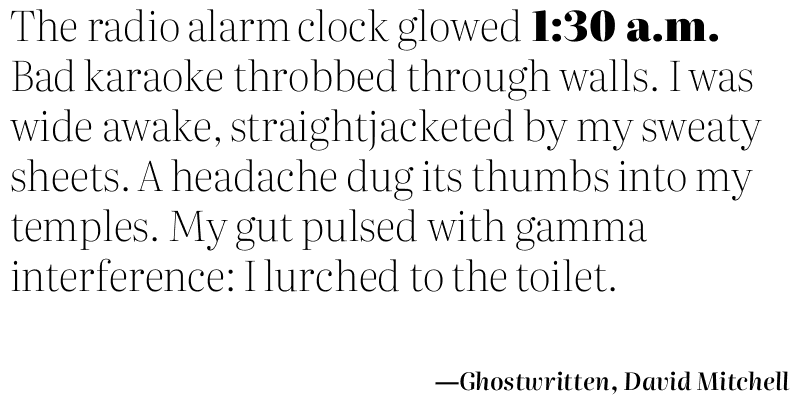 The radio alarm clock glowed 1:30 a.m.
Bad karaoke throbbed through walls. I was
wide awake, straightjacketed by my sweaty
sheets. A headache dug its thumbs into my
temples. My gut pulsed with gamma
interference: I lurched to the toilet.
—Ghostwritten, David Mitchell